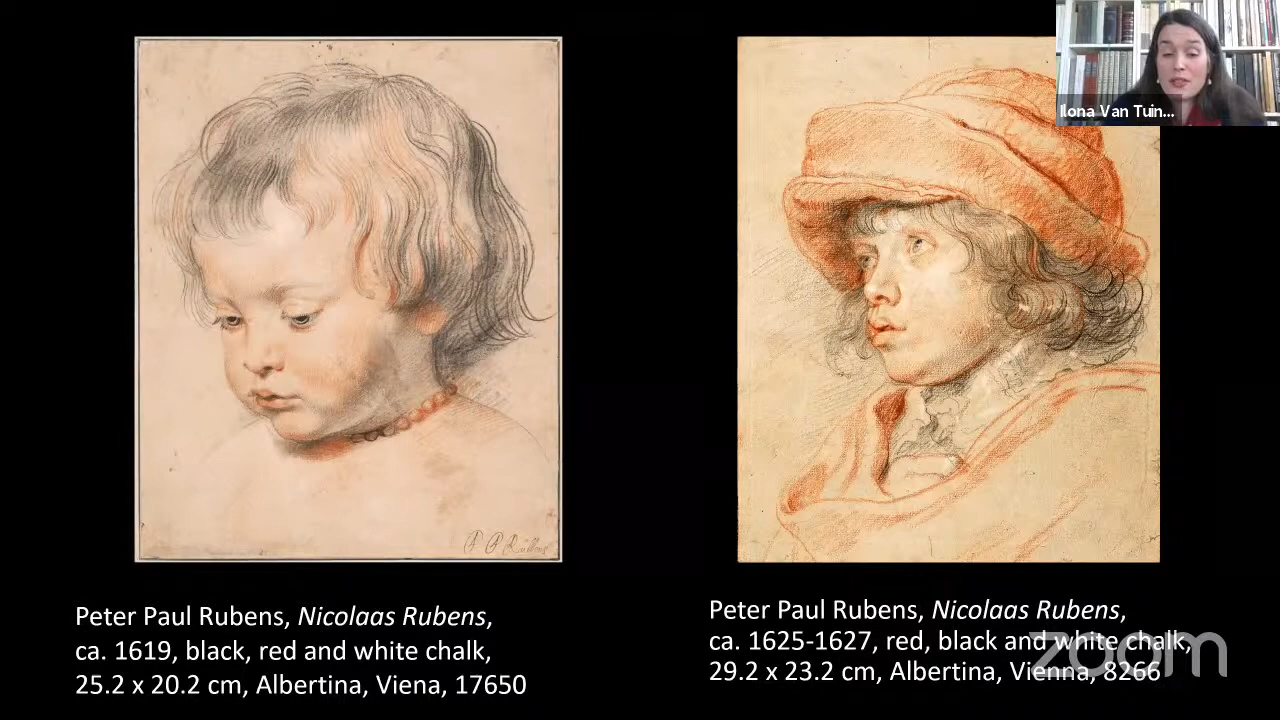 Ilona Van Tuin...
P P Rubbens
Peter Paul Rubens, Nicolaas Rubens,
ca. 1619, black, red and white chalk,
25.2 x 20.2 cm, Albertina, Viena, 17650
Peter Paul Rubens, Nicolaas Rubens,
ca. 1625-1627, red, black and white chalk,
29.2 x 23.2 cm, Albertina, Vienna, 8266
zoom